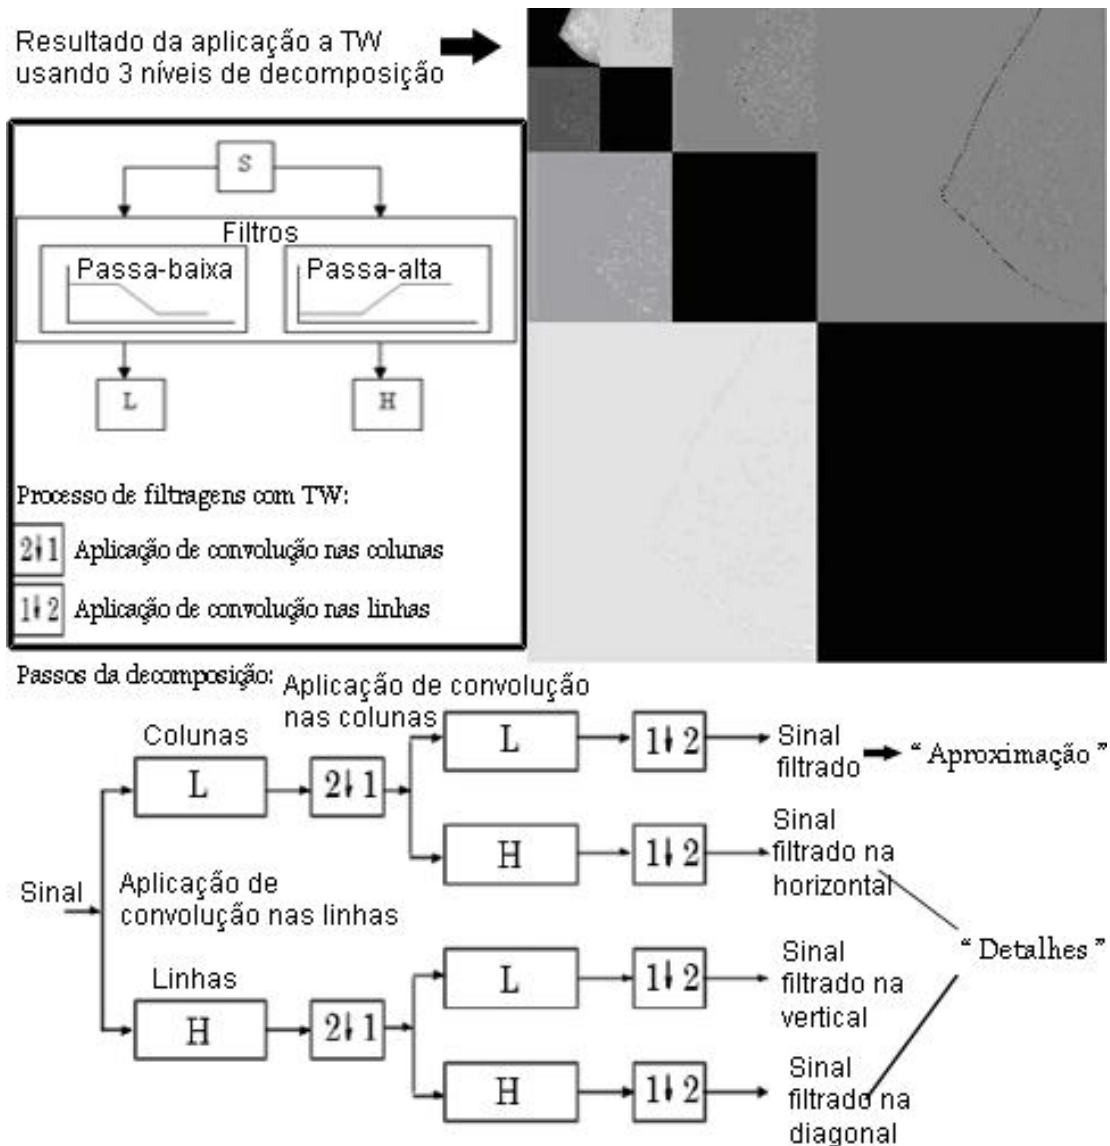 Resultado da aplicação a TW
usando 3 níveis de decomposição
S
Filtros
Passa-baixa
Passa-alta
L
H
Processo de filtragens com TW:
2↓1 Aplicação de convolução nas colunas
1↓2 Aplicação de convolução nas linhas
Passos da decomposição:
Aplicação de convolução
nas colunas
Colunas
L
2↓1
L
1↓2
Sinal
filtrado
“ Aproximação ”
H
1↓2
Sinal
filtrado na
horizontal
Sinal
Aplicação de
convolução nas linhas
“ Detalhes ”
Linhas
H
2↓1
L
1↓2
Sinal
filtrado na
vertical
H
1↓2
Sinal
filtrado na
diagonal